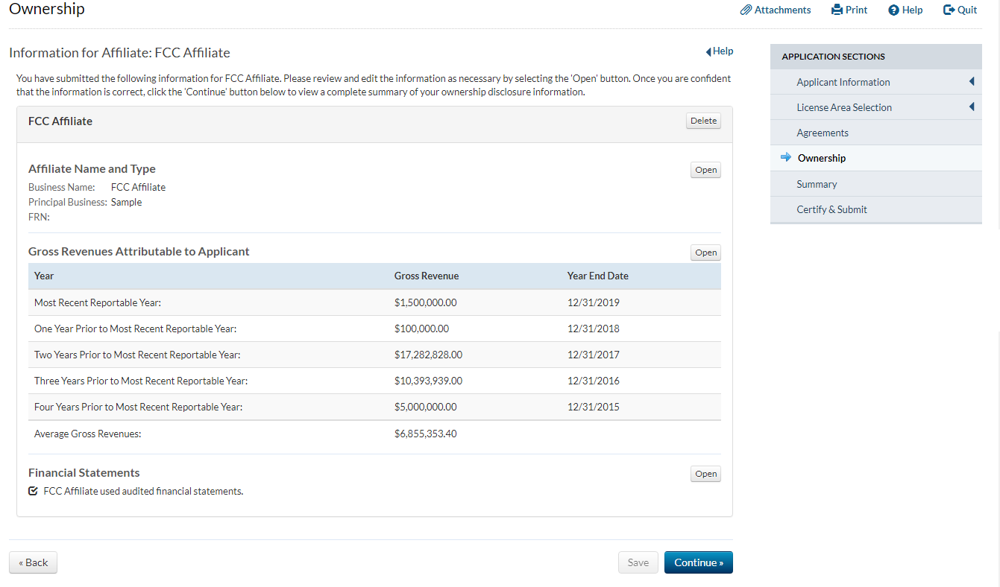 Ownership
Attachments Print Help Quit
Information for Affiliate: FCC Affiliate
Help
You have submitted the following information for FCC Affiliate. Please review and edit the information as necessary by selecting the 'Open' button. Once you are confident
that the information is correct, click the 'Continue' button below to view a complete summary of your ownership disclosure information.
FCC Affiliate Delete
Affiliate Name and Type Open
Business Name: FCC Affiliate
Principal Business: Sample
FRN:
Gross Revenues Attributable to Applicant Open
Year Gross Revenue Year End Date
Most Recent Reportable Year: $1,500,000.00 12/31/2019
One Year Prior to Most Recent Reportable Year: $100,000.00 12/31/2018
Two Years Prior to Most Recent Reportable Year: $17,282,828.00 12/31/2017
Three Years Prior to Most Recent Reportable Year: $10,393,939.00 12/31/2016
Four Years Prior to Most Recent Reportable Year: $5,000,000.00 12/31/2015
Average Gross Revenues: $6,855,353.40
Financial Statements Open
FCC Affiliate used audited financial statements.
« Back Save Continue »
APPLICATION SECTIONS
Applicant Information
License Area Selection
Agreements
Ownership
Summary
Certify & Submit